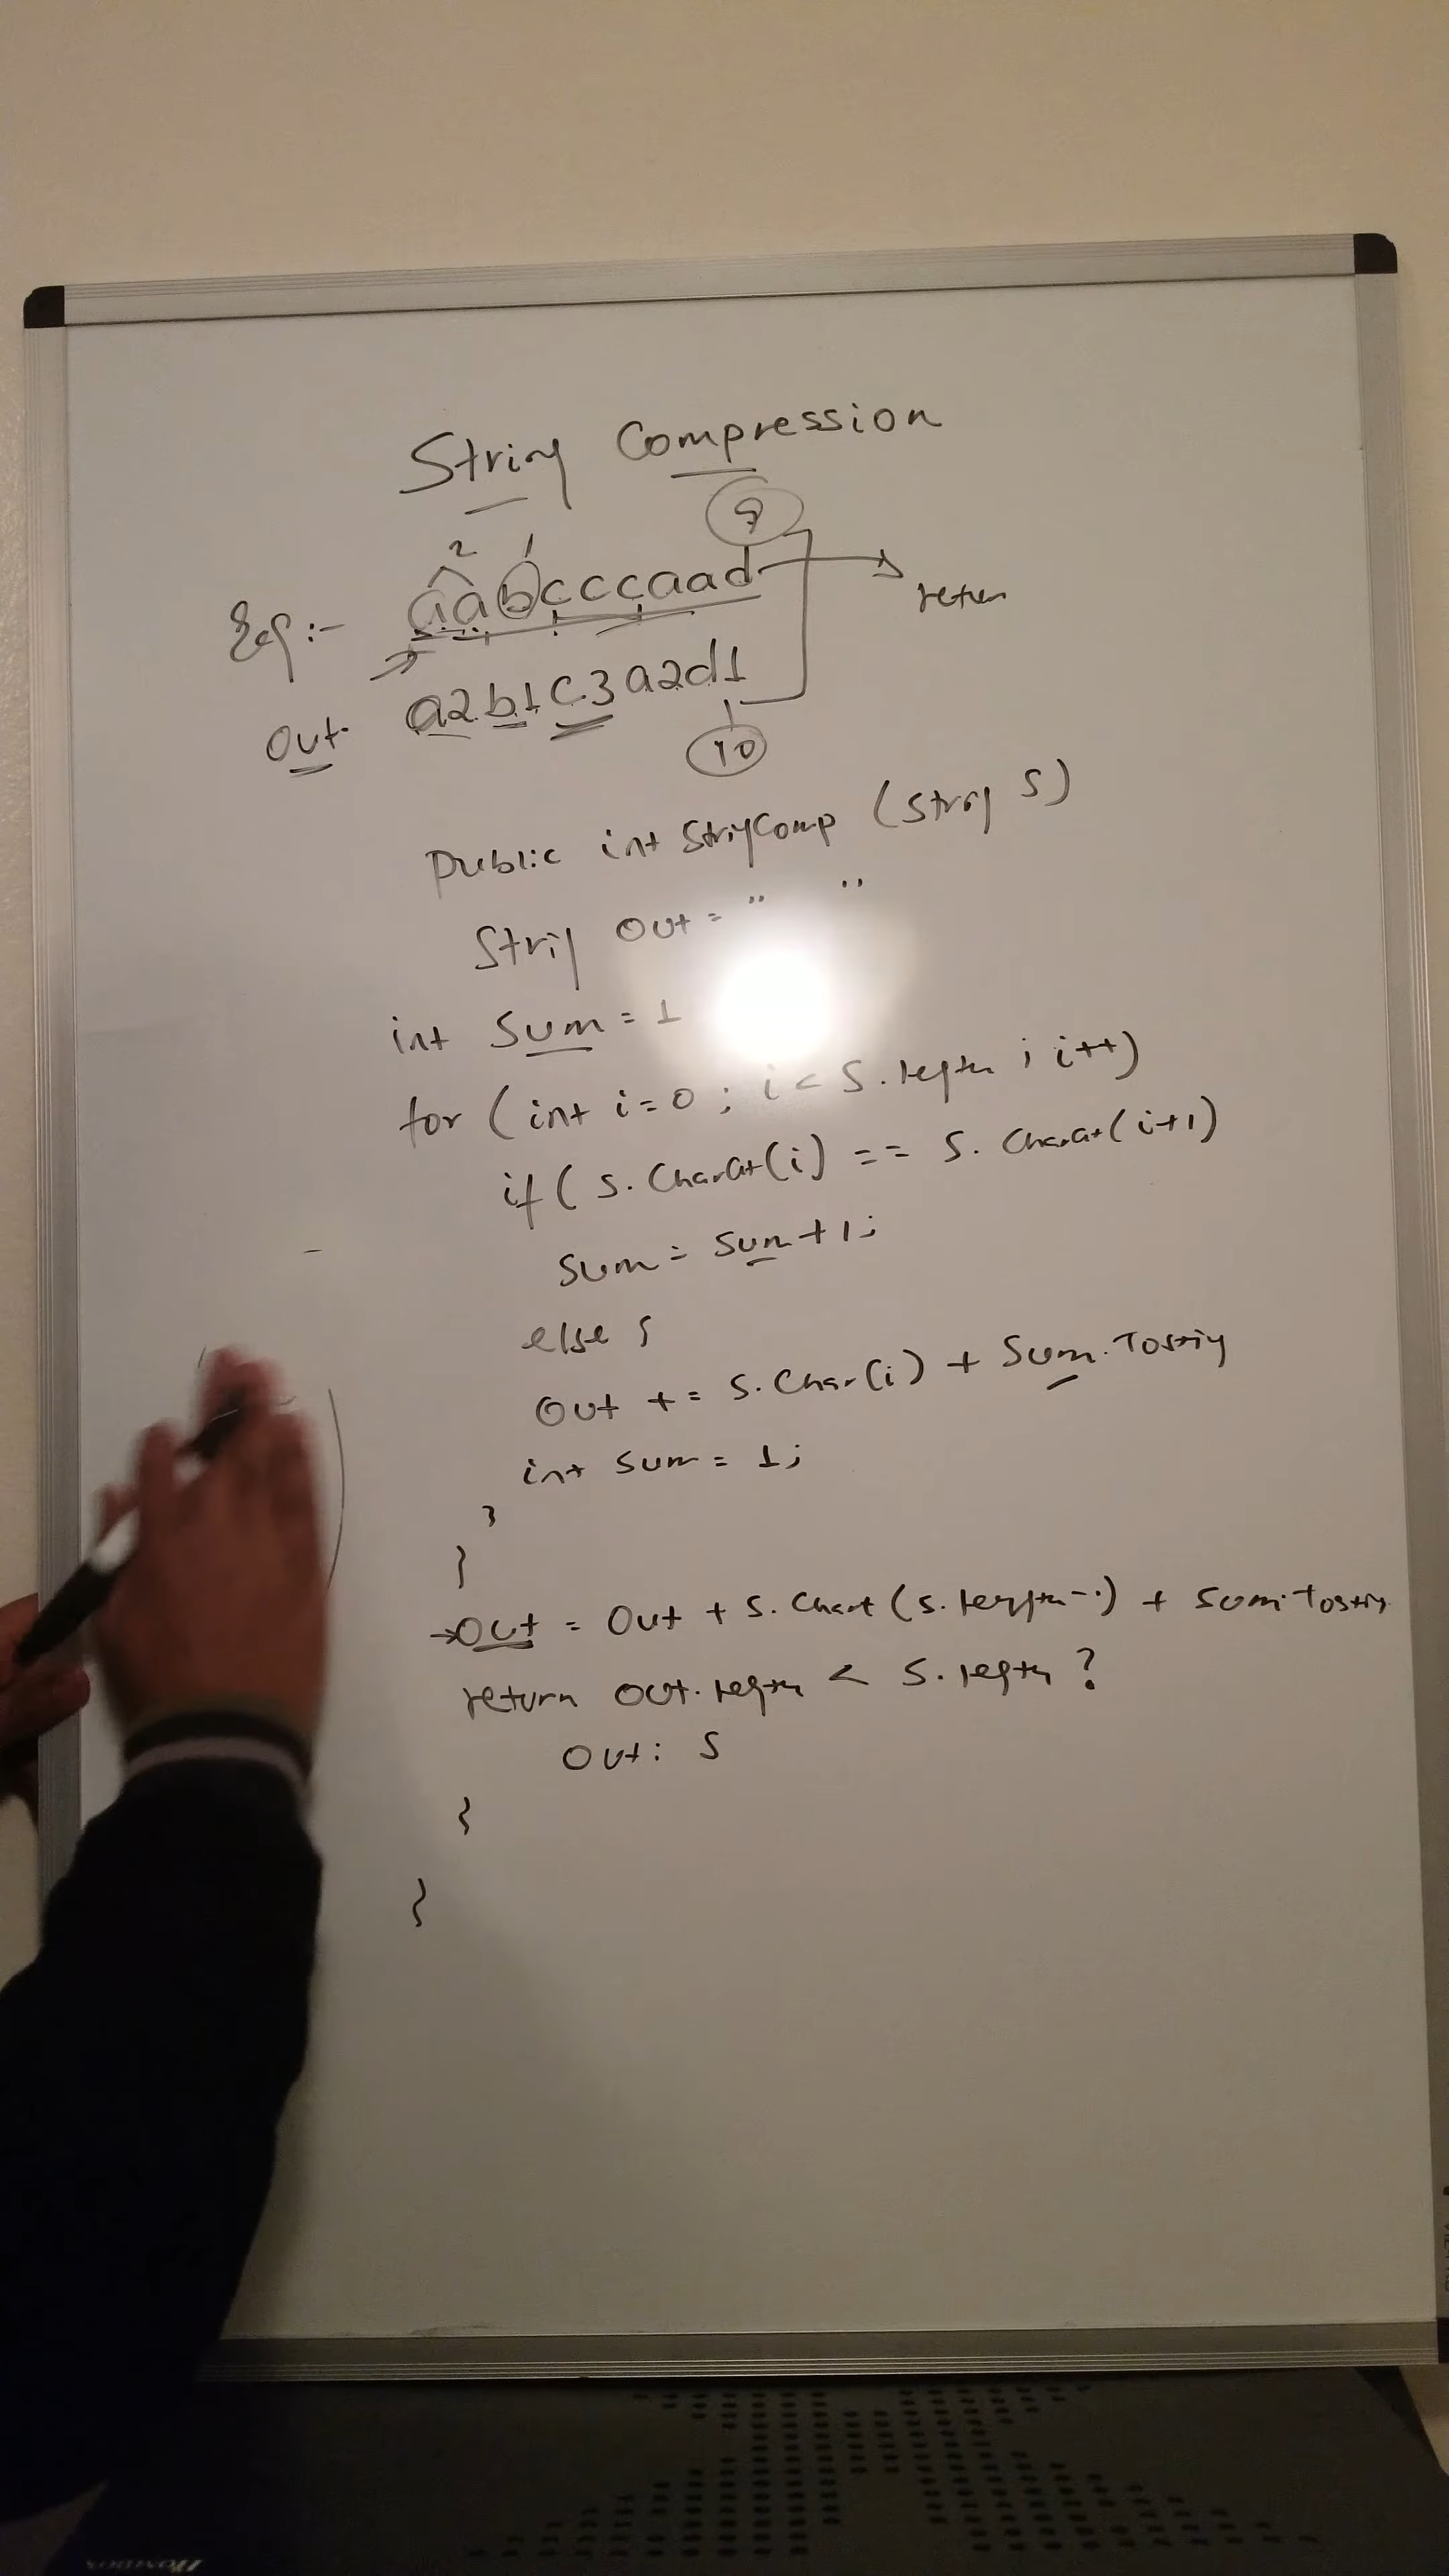 String Compression
9
2 1
Eg:- aabcccaad return
Out. a2b1c3a2d1
10
Public int StringComp (String S)
String Out = " "
int Sum = 1
for (int i=0 ; i < S.length ; i++)
if ( S. CharAt(i) == S. CharAt(i+1)
Sum = Sum + 1;
else {
Out += S. Char(i) + Sum. ToString
int Sum = 1;
}
}
→Out = Out + S. Charat (S. length-1) + Sum. Tostring
return Out. length < S. length ?
Out : S
}
}